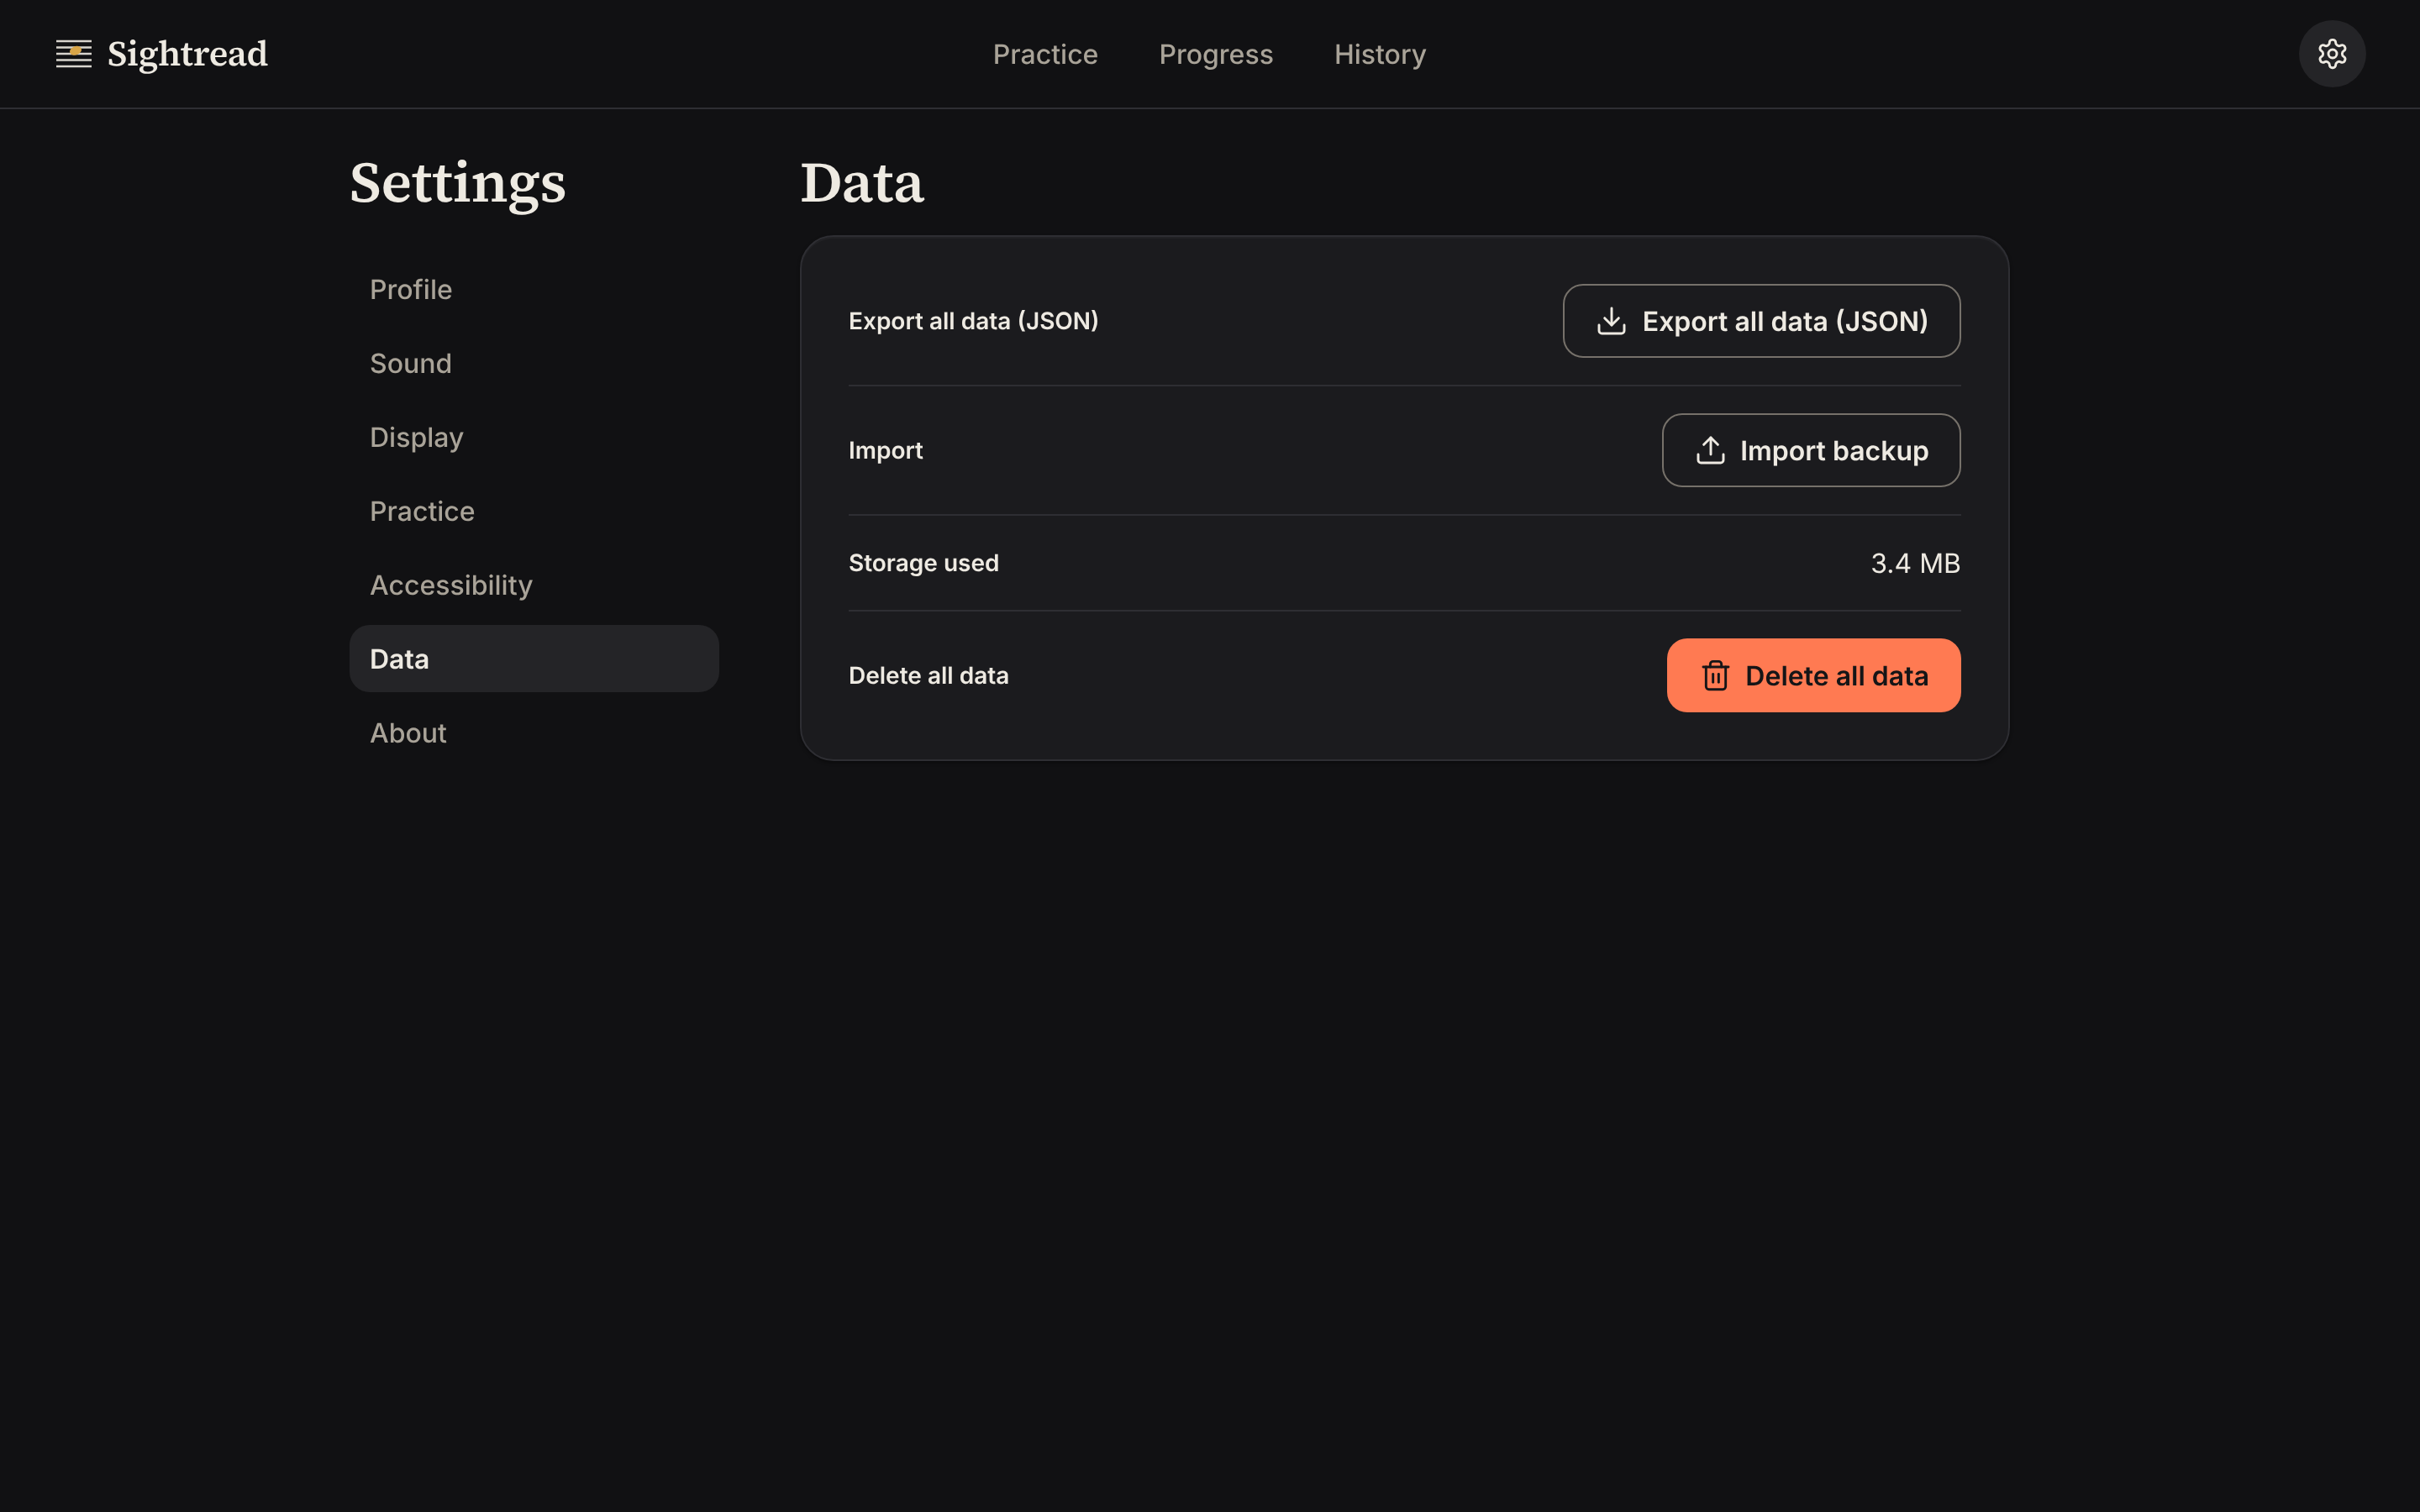 Sightread
Practice
Progress
History
Settings
Profile
Sound
Display
Practice
Accessibility
Data
About
Data
Export all data (JSON)
Export all data (JSON)
Import
Import backup
Storage used
3.4 MB
Delete all data
Delete all data